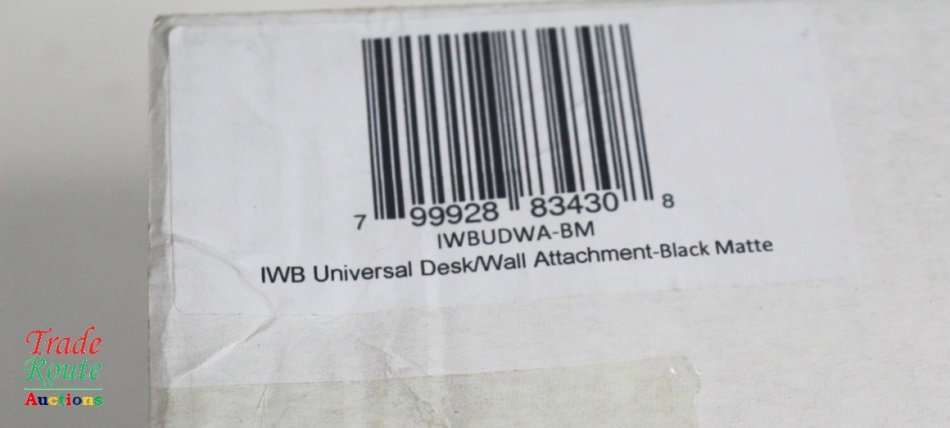 7 99928 83430 8
IWBUDWA-BM
IWB Universal Desk/Wall Attachment-Black Matte
Trade
Route
Auctions